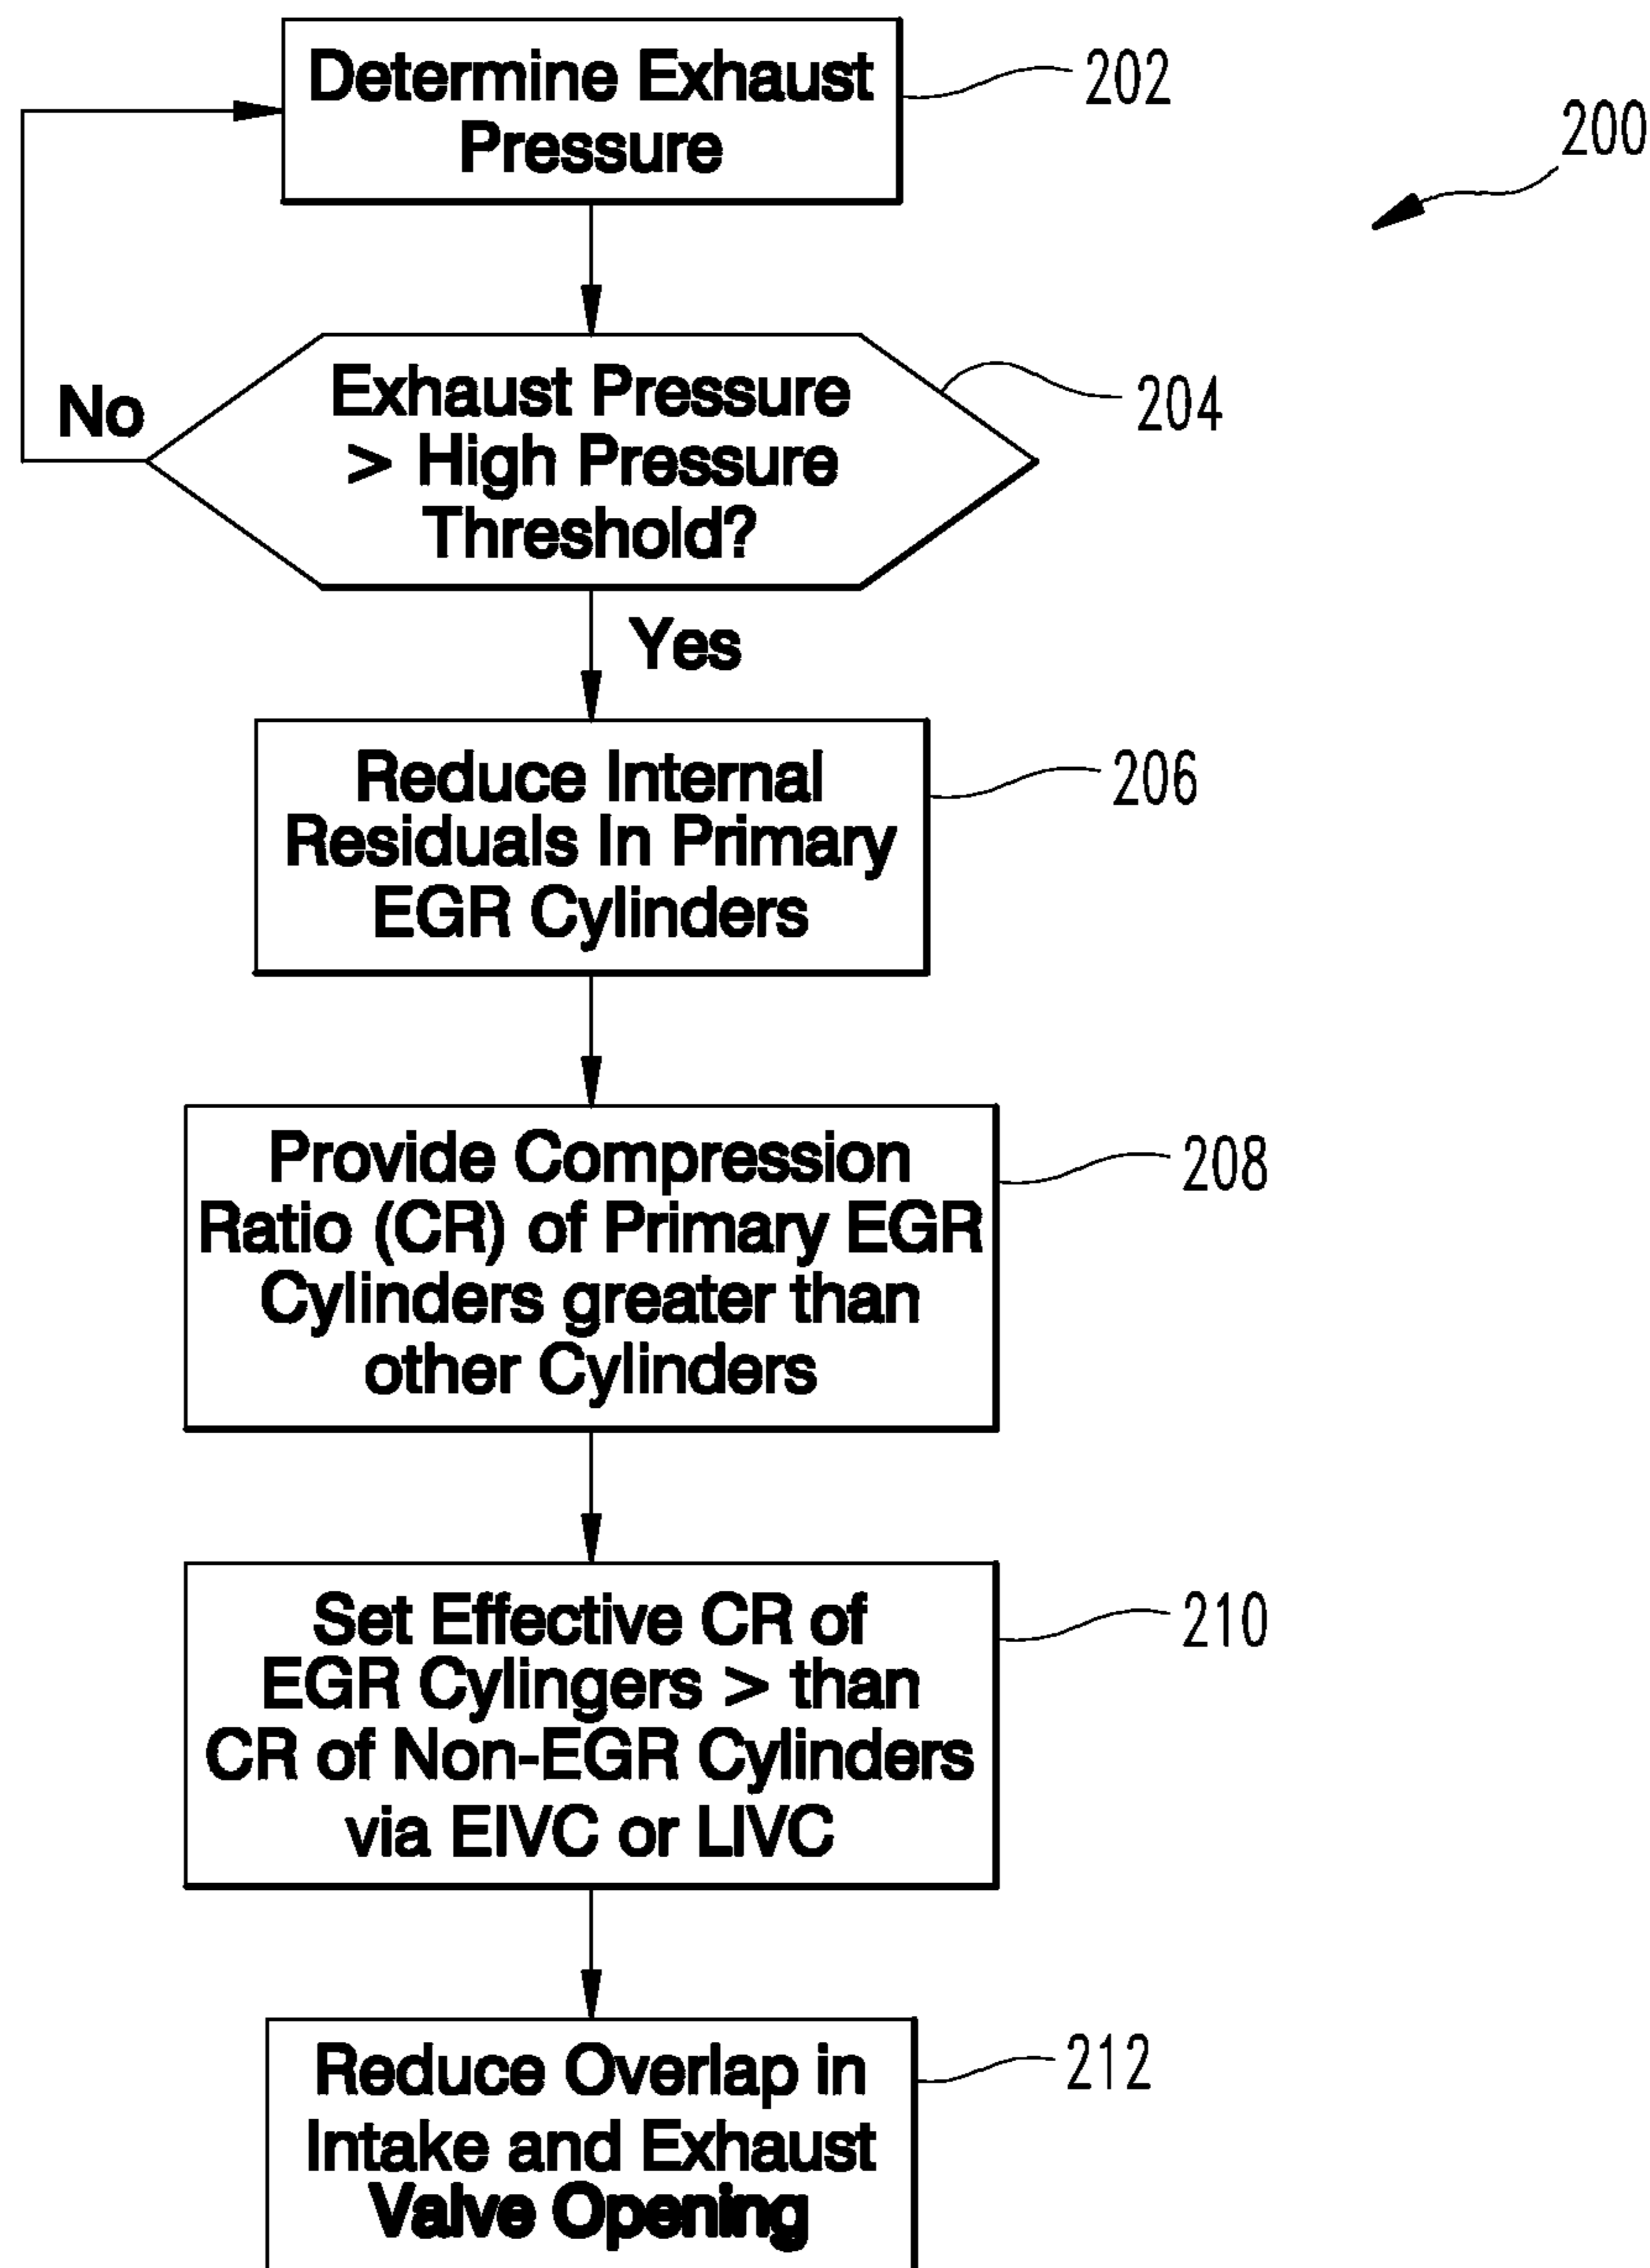 Determine Exhaust
Pressure
202
200
Exhaust Pressure
> High Pressure
Threshold?
204
No
Yes
Reduce Internal
Residuals In Primary
EGR Cylinders
206
Provide Compression
Ratio (CR) of Primary EGR
Cylinders greater than
other Cylinders
208
Set Effective CR of
EGR Cylingers > than
CR of Non-EGR Cylinders
via EIVC or LIVC
210
Reduce Overlap in
Intake and Exhaust
Valve Opening
212